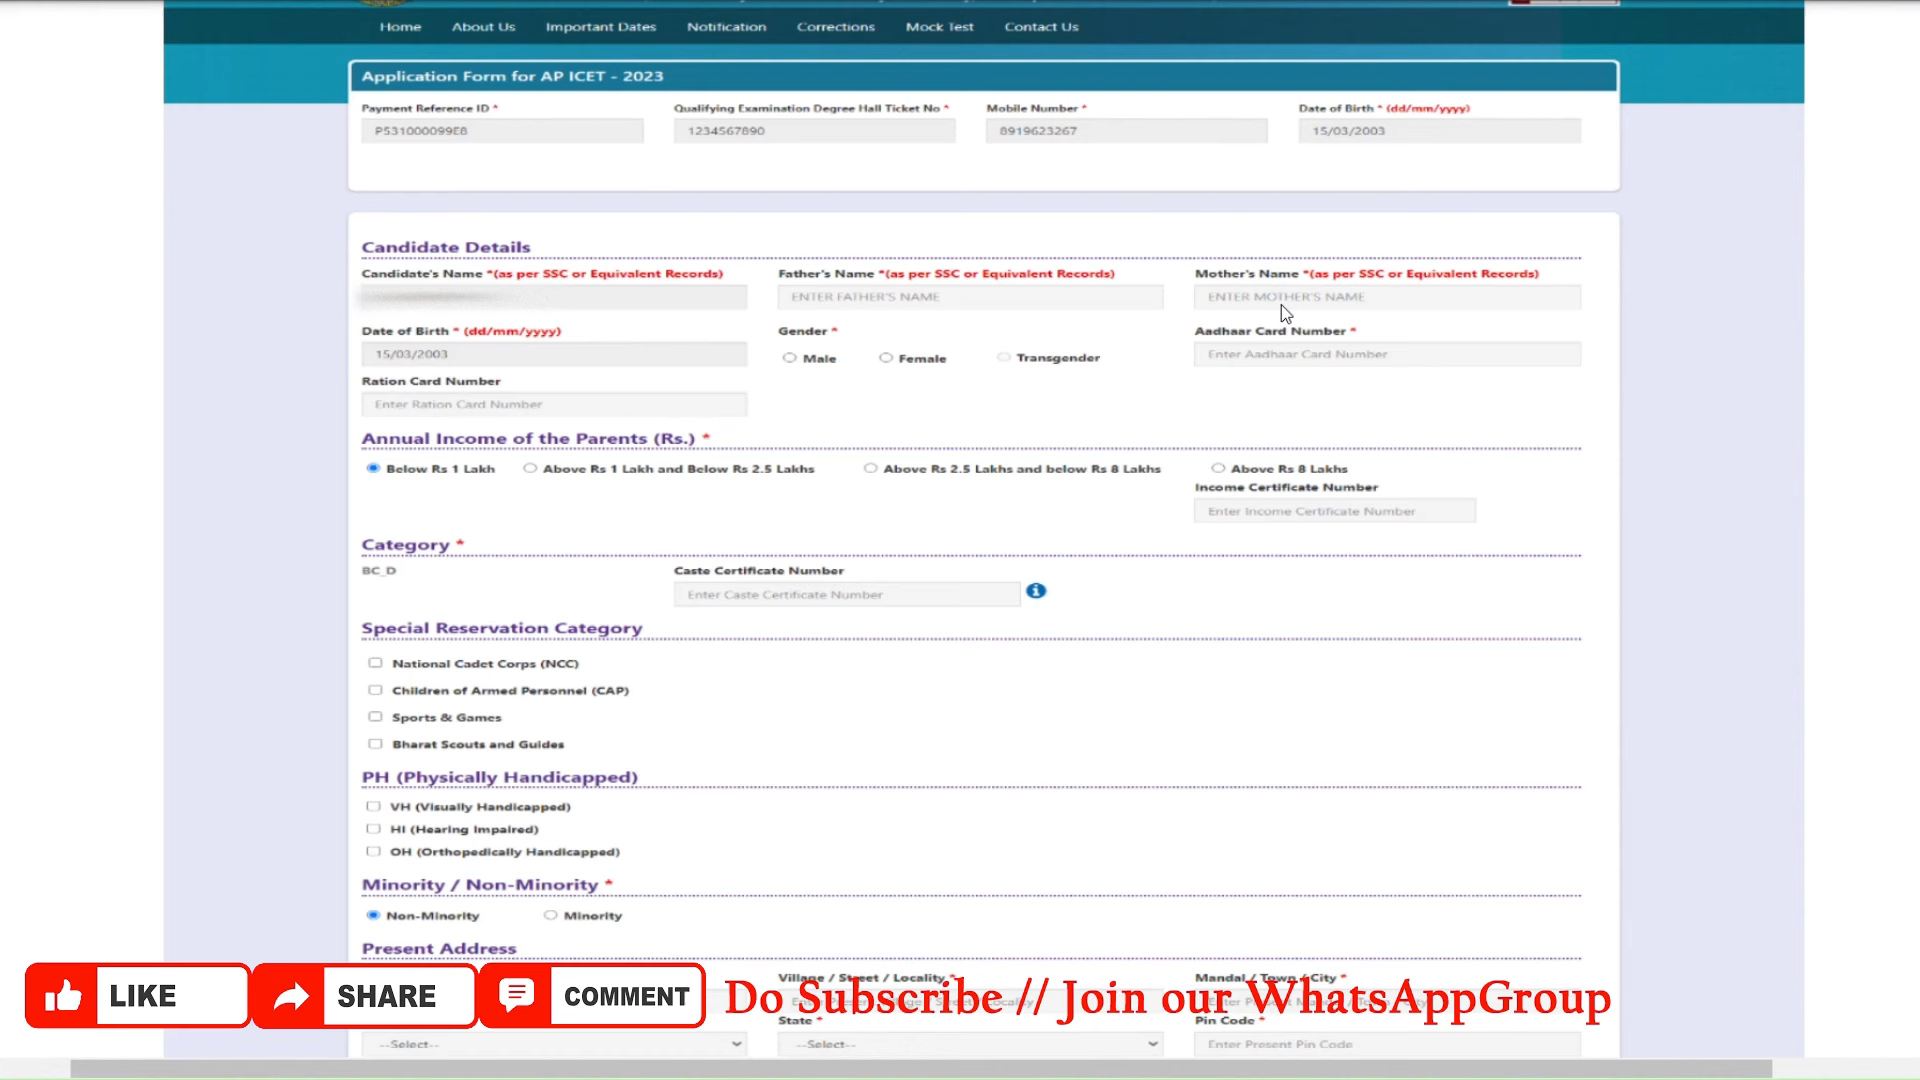 Home About Us Important Dates Notification Corrections Mock Test Contact Us
Application Form for AP ICET - 2023
Payment Reference ID * Qualifying Examination Degree Hall Ticket No * Mobile Number * Date of Birth * (dd/mm/yyyy)
P531000099E8 1234567890 8919623267 15/03/2003
Candidate Details
Candidate's Name *(as per SSC or Equivalent Records) Father's Name *(as per SSC or Equivalent Records) Mother's Name *(as per SSC or Equivalent Records)
ENTER FATHER'S NAME ENTER MOTHER'S NAME
Date of Birth * (dd/mm/yyyy) Gender * Aadhaar Card Number *
15/03/2003 Male Female Transgender Enter Aadhaar Card Number
Ration Card Number
Enter Ration Card Number
Annual Income of the Parents (Rs.) *
Below Rs 1 Lakh Above Rs 1 Lakh and Below Rs 2.5 Lakhs Above Rs 2.5 Lakhs and below Rs 8 Lakhs Above Rs 8 Lakhs
Income Certificate Number
Enter Income Certificate Number
Category *
BC_D Caste Certificate Number
Enter Caste Certificate Number
Special Reservation Category
National Cadet Corps (NCC)
Children of Armed Personnel (CAP)
Sports & Games
Bharat Scouts and Guides
PH (Physically Handicapped)
VH (Visually Handicapped)
HI (Hearing Impaired)
OH (Orthopedically Handicapped)
Minority / Non-Minority *
Non-Minority Minority
Present Address
Village / Street / Locality * Mandal / Town / City *
LIKE SHARE COMMENT Do Subscribe // Join our WhatsAppGroup
State * Pin Code *
--Select-- --Select-- Enter Present Pin Code